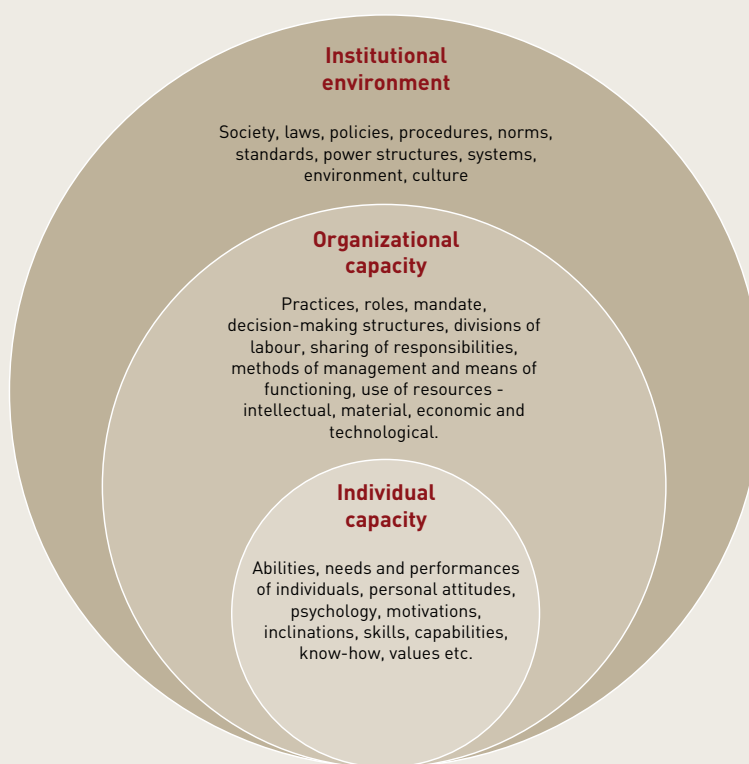 Institutional
environment
Society, laws, policies, procedures, norms,
standards, power structures, systems,
environment, culture
Organizational
capacity
Practices, roles, mandate,
decision-making structures, divisions of
labour, sharing of responsibilities,
methods of management and means of
functioning, use of resources -
intellectual, material, economic and
technological.
Individual
capacity
Abilities, needs and performances
of individuals, personal attitudes,
psychology, motivations,
inclinations, skills, capabilities,
know-how, values etc.